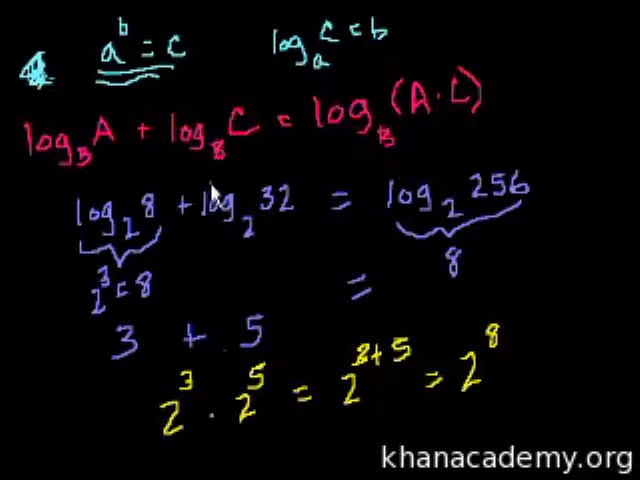 a^b = c log_a c = b
log_B A + log_B C = log_B (A · C)
log_2 8 + log_2 32 = log_2 256
2^3 = 8 = 8
3 + 5
2^3 · 2^5 = 2^{3+5} = 2^8
khanacademy.org